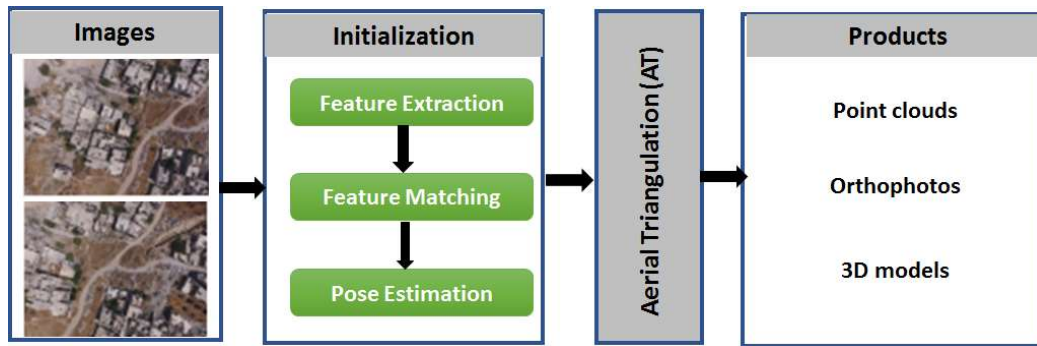 Images
Initialization
Feature Extraction
Feature Matching
Pose Estimation
Aerial Triangulation (AT)
Products
Point clouds
Orthophotos
3D models